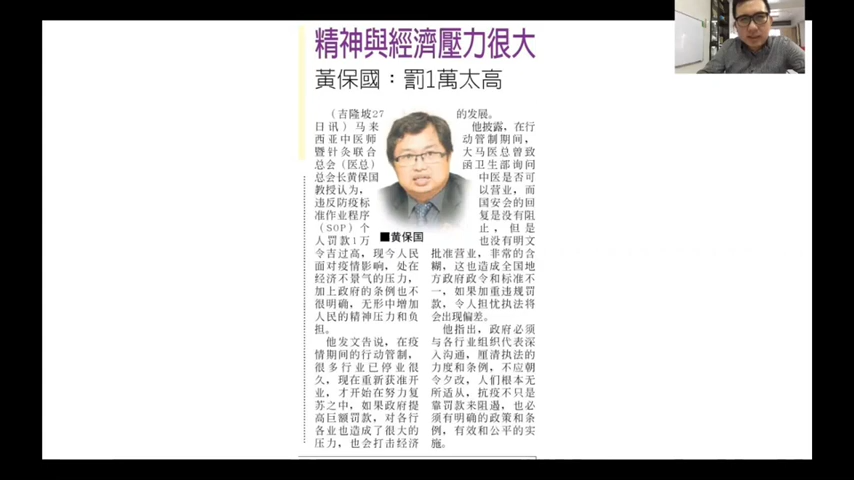 精神與經濟壓力很大
黃保國：罰1萬太高
（吉隆坡27
日讯）马来
西亚中医师
暨针灸联合
总会（医总）
总会长黄保国
教授认为，
违反防疫标
准作业程序
（SOP）个
人罚款1万
令吉过高，现今人民
面对疫情影响，处在
经济不景气的压力，
加上政府的条例也不
很明确，无形中增加
人民的精神压力和负
担。
他发文告说，在疫
情期间的行动管制，
很多行业已停业很
久，现在重新获准开
业，才开始在努力复
苏之中，如果政府提
高巨额罚款，对各行
各业也造成了很大的
压力，也会打击经济
■黄保国
的发展。
他披露，在行
动管制期间，
大马医总曾致
函卫生部询问
中医是否可
以营业，而
国安会的回
复是没有阻
止，但是
也没有明文
批准营业，非常的含
糊，这也造成全国地
方政府政令和标准不
一，如果加重违规罚
款，令人担忧执法将
会出现偏差。
他指出，政府必须
与各行业组织代表深
入沟通，厘清执法的
力度和条例，不应朝
令夕改，人们根本无
所适从，抗疫不只是
靠罚款来阻遏，也必
须有明确的政策和条
例，有效和公平的实
施。